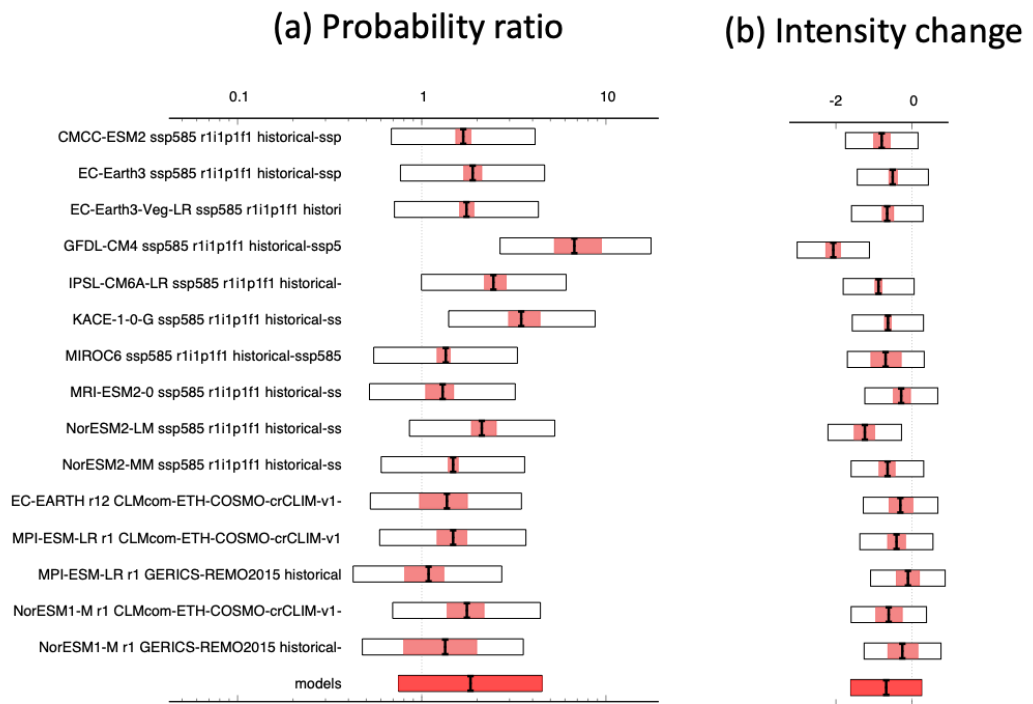 (a) Probability ratio
(b) Intensity change
0.1 1 10
-2 0
CMCC-ESM2 ssp585 r1i1p1f1 historical-ssp
EC-Earth3 ssp585 r1i1p1f1 historical-ssp
EC-Earth3-Veg-LR ssp585 r1i1p1f1 histori
GFDL-CM4 ssp585 r1i1p1f1 historical-ssp5
IPSL-CM6A-LR ssp585 r1i1p1f1 historical-
KACE-1-0-G ssp585 r1i1p1f1 historical-ss
MIROC6 ssp585 r1i1p1f1 historical-ssp585
MRI-ESM2-0 ssp585 r1i1p1f1 historical-ss
NorESM2-LM ssp585 r1i1p1f1 historical-ss
NorESM2-MM ssp585 r1i1p1f1 historical-ss
EC-EARTH r12 CLMcom-ETH-COSMO-crCLIM-v1-
MPI-ESM-LR r1 CLMcom-ETH-COSMO-crCLIM-v1
MPI-ESM-LR r1 GERICS-REMO2015 historical
NorESM1-M r1 CLMcom-ETH-COSMO-crCLIM-v1-
NorESM1-M r1 GERICS-REMO2015 historical-
models